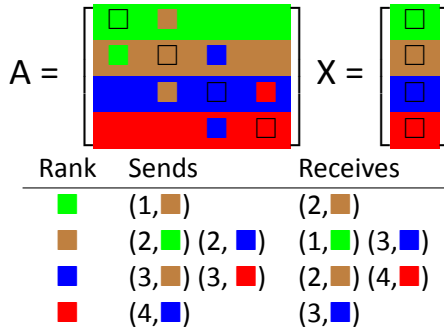 A = X =
Rank Sends Receives
(1, ) (2, )
(2, ) (2, ) (1, ) (3, )
(3, ) (3, ) (2, ) (4, )
(4, ) (3, )